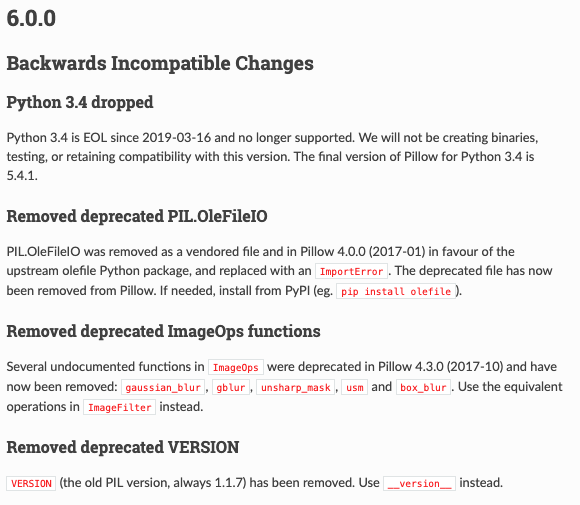 6.0.0
Backwards Incompatible Changes
Python 3.4 dropped
Python 3.4 is EOL since 2019-03-16 and no longer supported. We will not be creating binaries,
testing, or retaining compatibility with this version. The final version of Pillow for Python 3.4 is
5.4.1.
Removed deprecated PIL.OleFileIO
PIL.OleFileIO was removed as a vendored file and in Pillow 4.0.0 (2017-01) in favour of the
upstream olefile Python package, and replaced with an ImportError. The deprecated file has now
been removed from Pillow. If needed, install from PyPI (eg. pip install olefile).
Removed deprecated ImageOps functions
Several undocumented functions in ImageOps were deprecated in Pillow 4.3.0 (2017-10) and have
now been removed: gaussian_blur, gblur, unsharp_mask, usm and box_blur. Use the equivalent
operations in ImageFilter instead.
Removed deprecated VERSION
VERSION (the old PIL version, always 1.1.7) has been removed. Use __version__ instead.